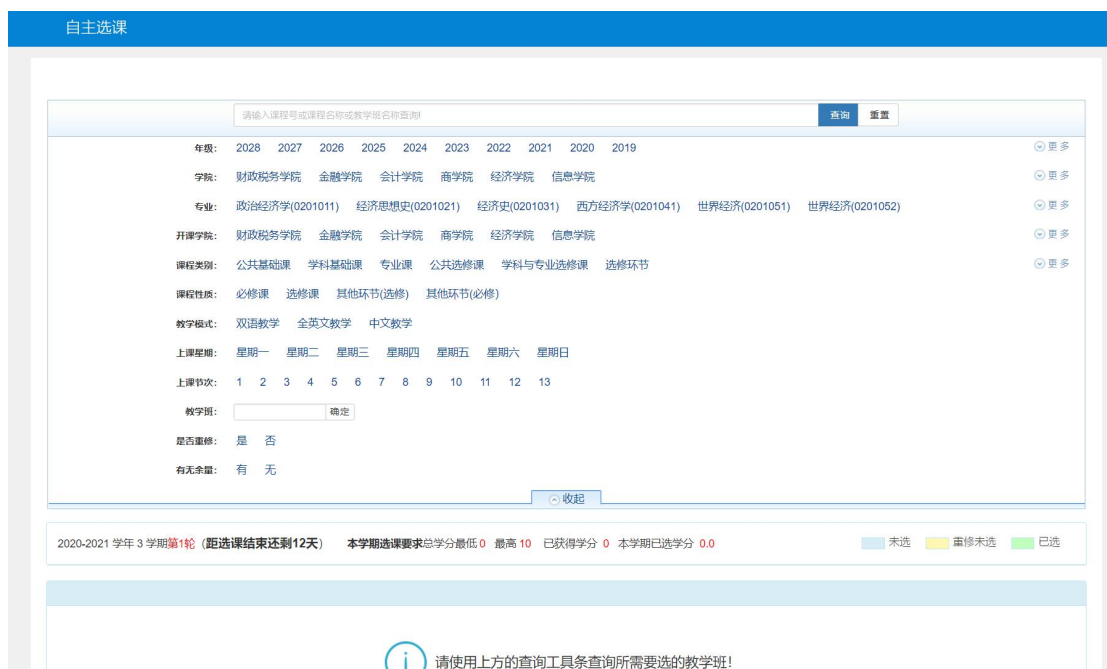 自主选课
请输入课程号或课程名称或教学班名称查询! 查询 重置
年级: 2028 2027 2026 2025 2024 2023 2022 2021 2020 2019 更多
学院: 财政税务学院 金融学院 会计学院 商学院 经济学院 信息学院 更多
专业: 政治经济学(0201011) 经济思想史(0201021) 经济史(0201031) 西方经济学(0201041) 世界经济(0201051) 世界经济(0201052) 更多
开课学院: 财政税务学院 金融学院 会计学院 商学院 经济学院 信息学院 更多
课程类别: 公共基础课 学科基础课 专业课 公共选修课 学科与专业选修课 选修环节 更多
课程性质: 必修课 选修课 其他环节(选修) 其他环节(必修)
教学模式: 双语教学 全英文教学 中文教学
上课星期: 星期一 星期二 星期三 星期四 星期五 星期六 星期日
上课节次: 1 2 3 4 5 6 7 8 9 10 11 12 13
教学班: 确定
是否重修: 是 否
有无余量: 有 无
收起
2020-2021 学年 3 学期第1轮（距选课结束还剩12天） 本学期选课要求总学分最低 0 最高 10 已获得学分 0 本学期已选学分 0.0 未选 重修未选 已选
请使用上方的查询工具条查询所需要选的教学班!